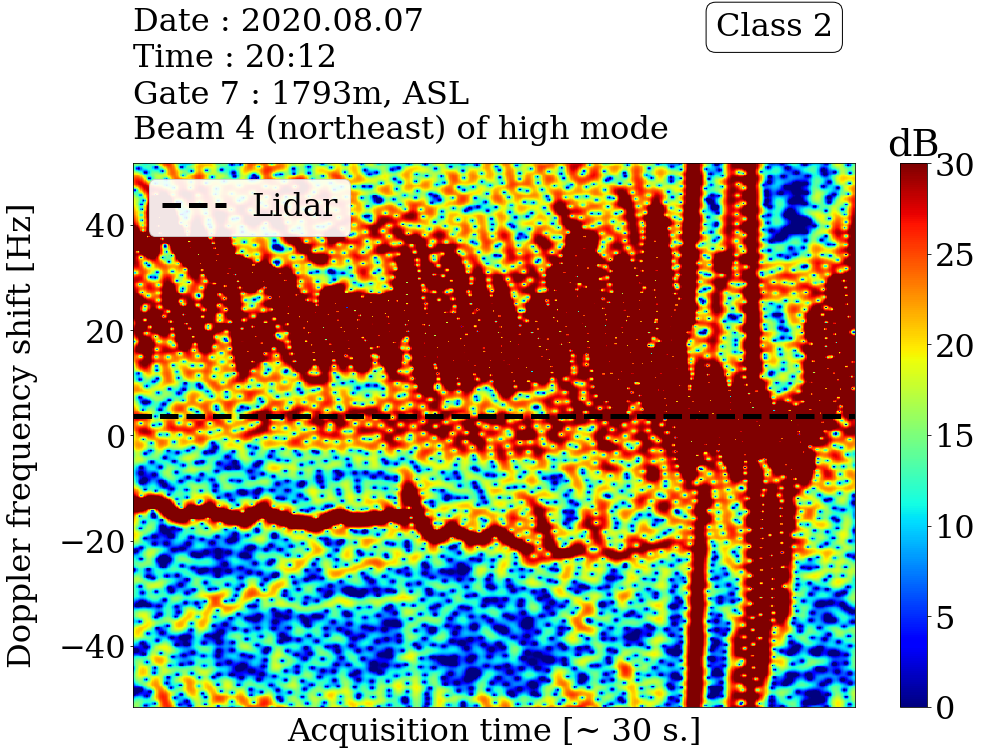 Date : 2020.08.07
Time : 20:12
Gate 7 : 1793m, ASL
Beam 4 (northeast) of high mode
Class 2
dB
Lidar
Doppler frequency shift [Hz]
40
20
0
−20
−40
30
25
20
15
10
5
0
Acquisition time [~ 30 s.]